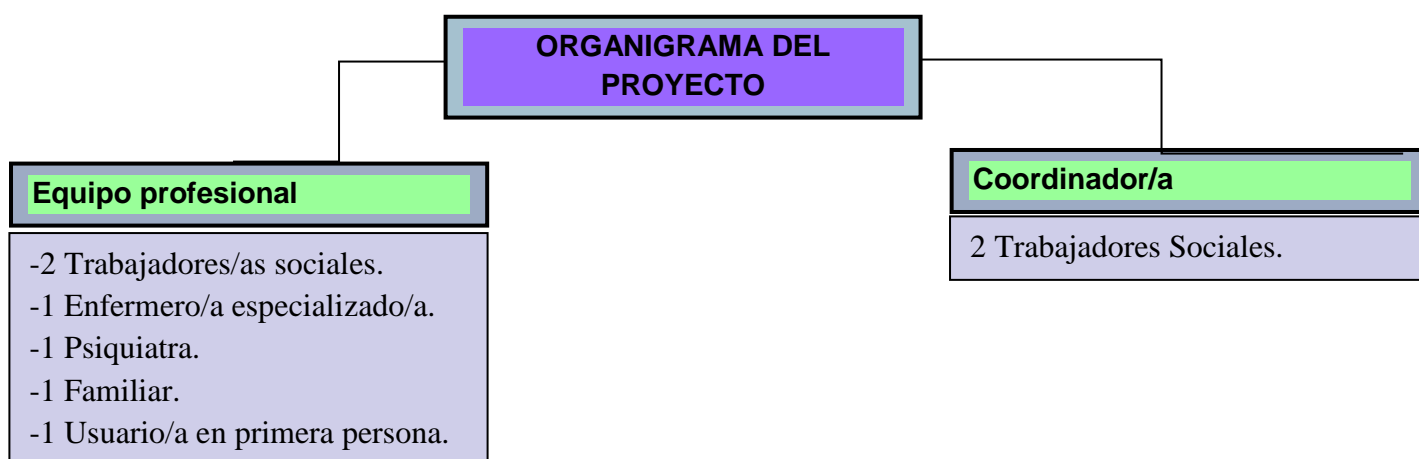 ORGANIGRAMA DEL
PROYECTO
Equipo profesional
-2 Trabajadores/as sociales.
-1 Enfermero/a especializado/a.
-1 Psiquiatra.
-1 Familiar.
-1 Usuario/a en primera persona.
Coordinador/a
2 Trabajadores Sociales.